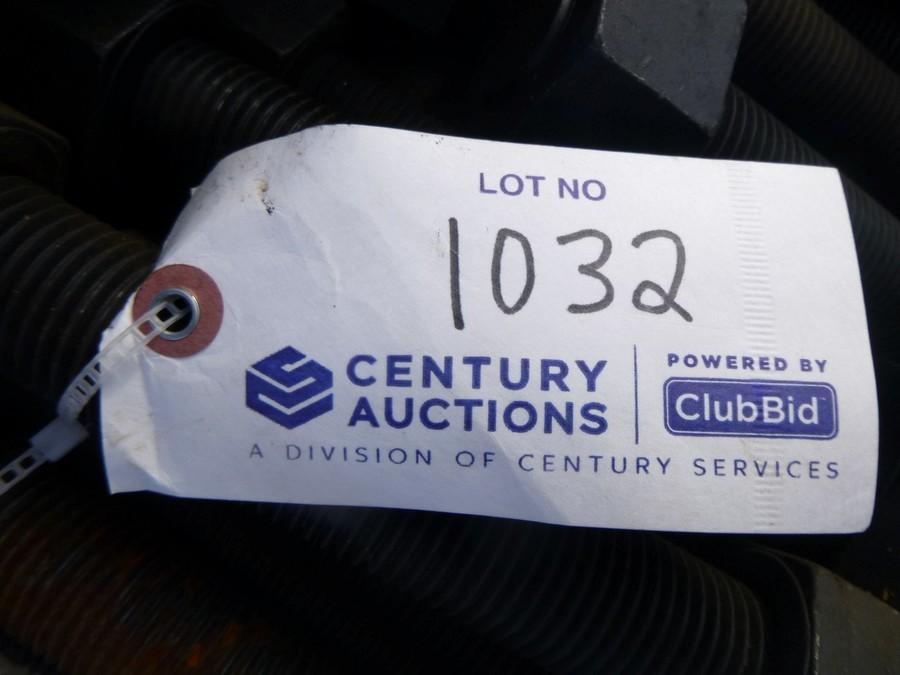 LOT NO
1032
CENTURY
AUCTIONS
A DIVISION OF CENTURY SERVICES
POWERED BY
ClubBid